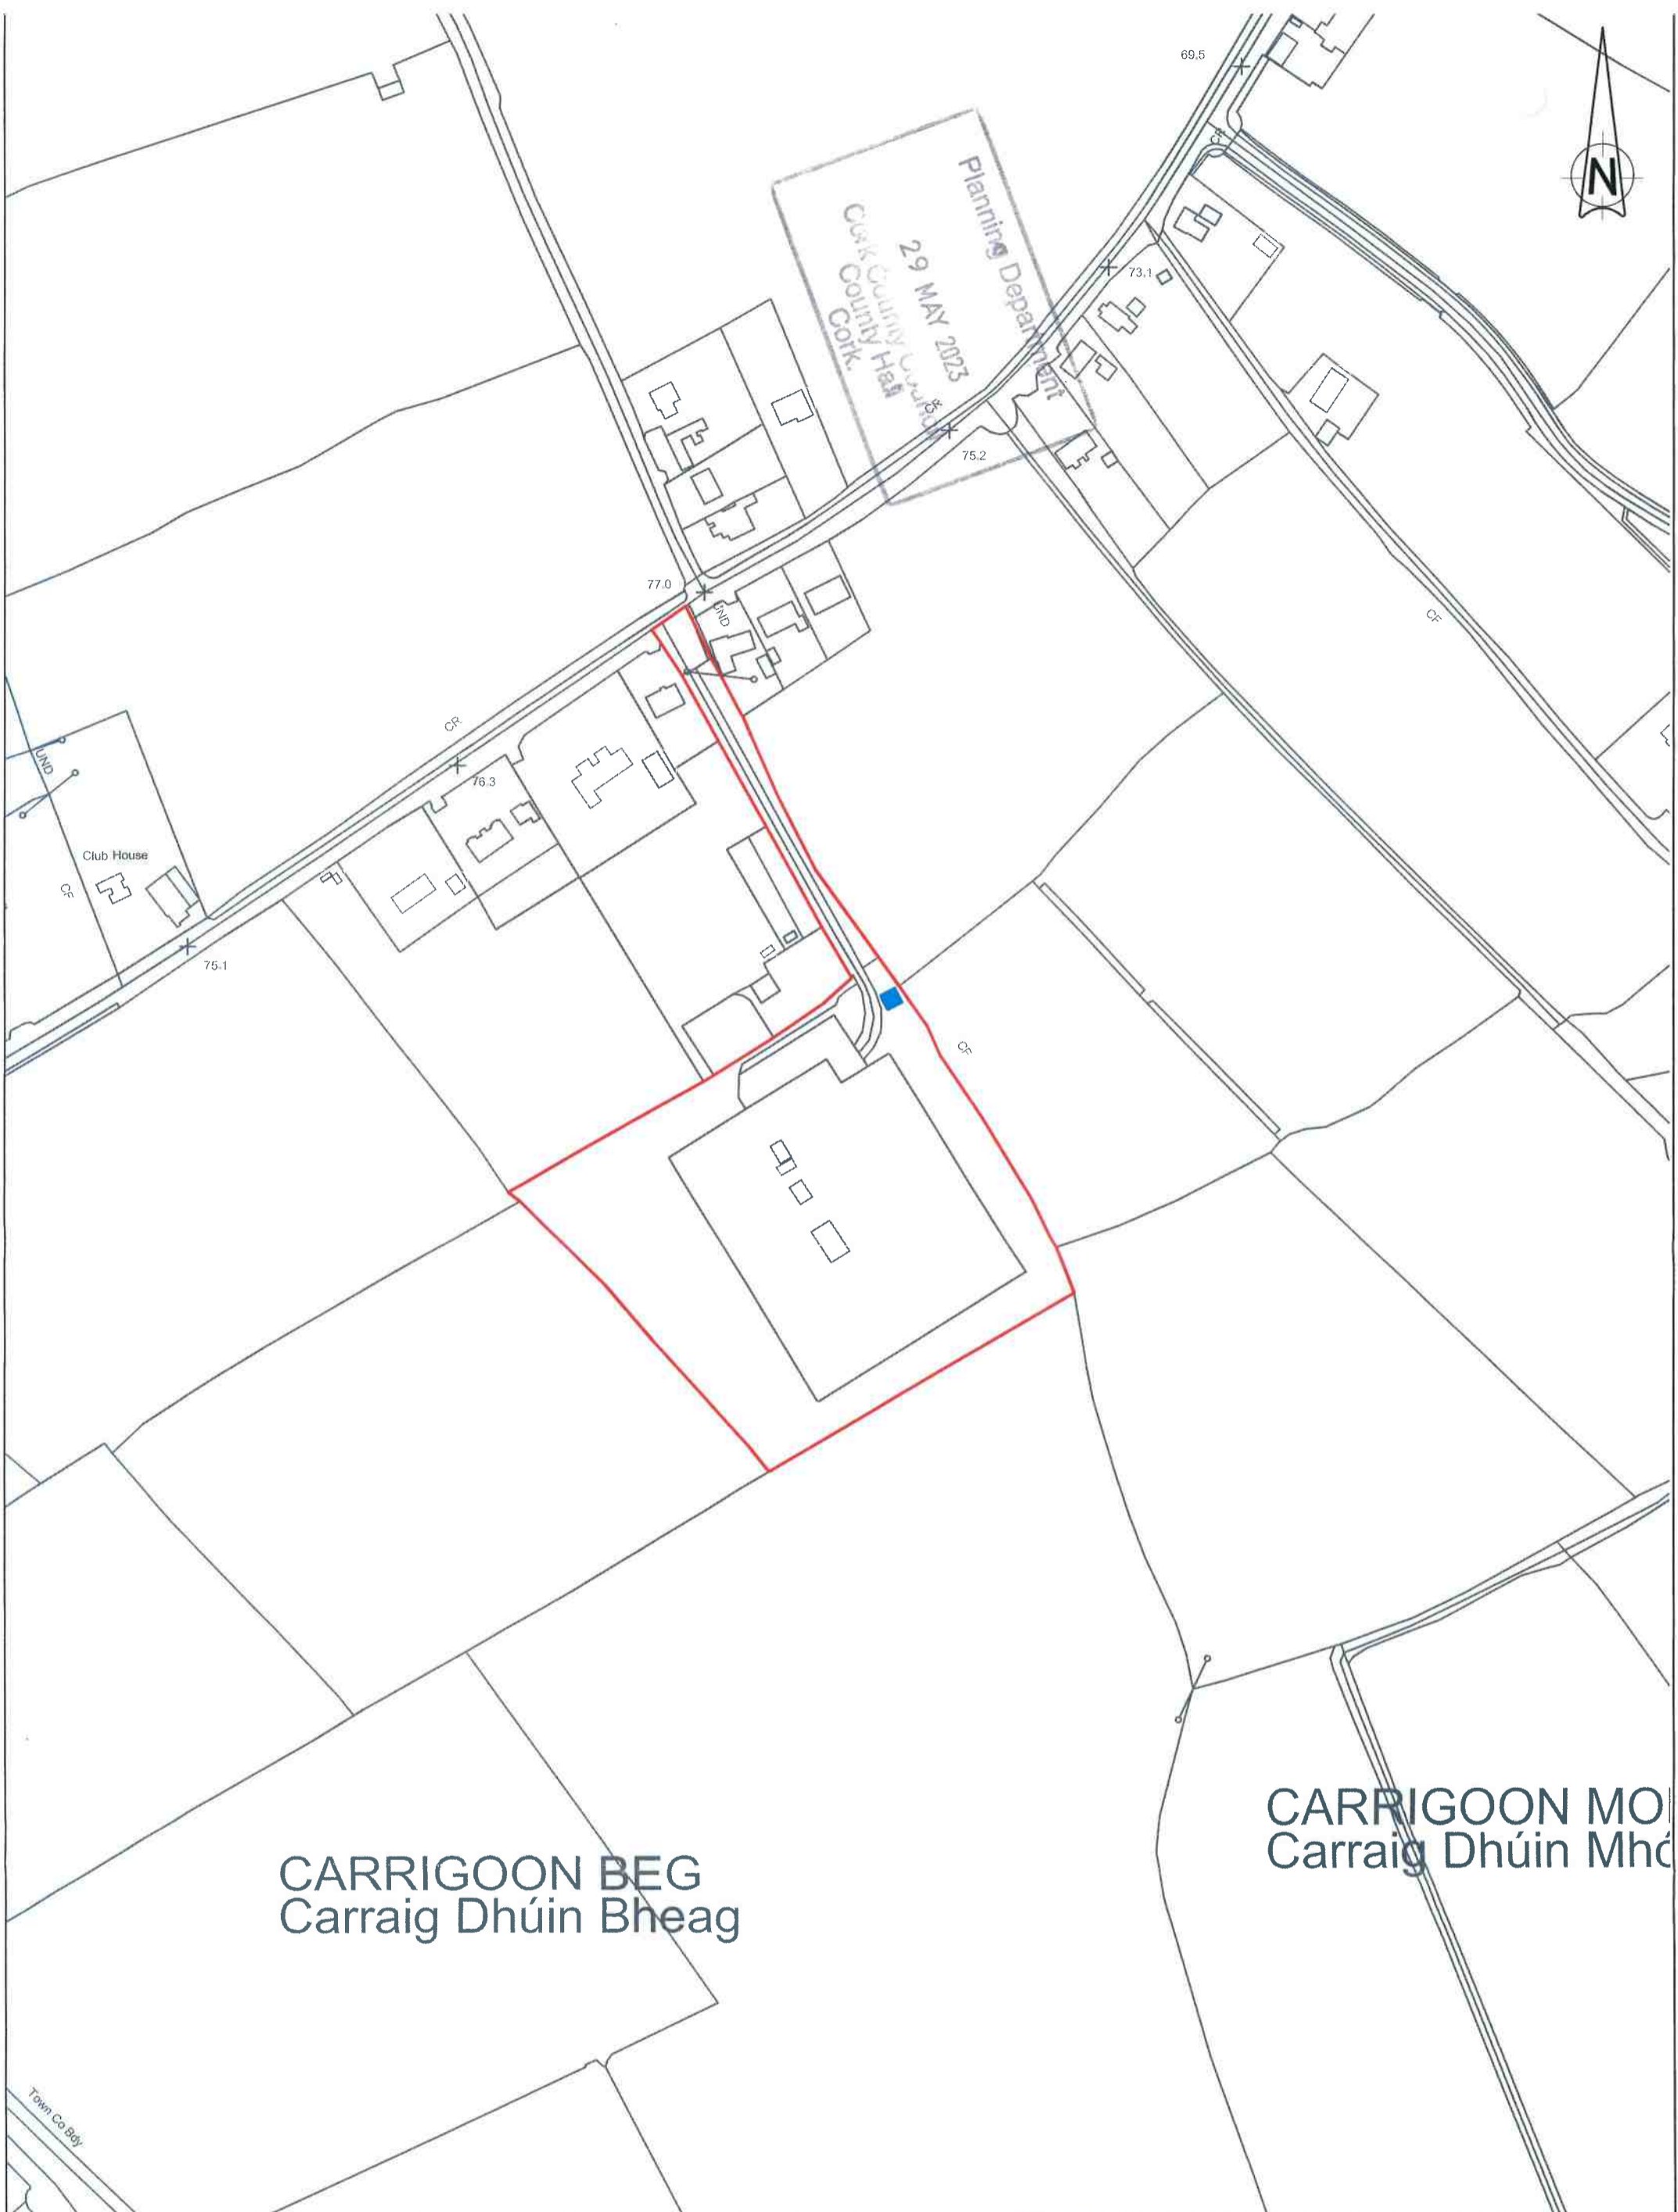 69.5
N
CR
Planning Department
29 MAY 2023
Cork County Council
County Hall
Cork.
73.1
CR
75.2
77.0
UND
CF
CR
76.3
UND
Club House
CF
75.1
CF
CARRIGOON MO
Carraig Dhúin Mhó
CARRIGOON BEG
Carraig Dhúin Bheag
Town Co Bdy